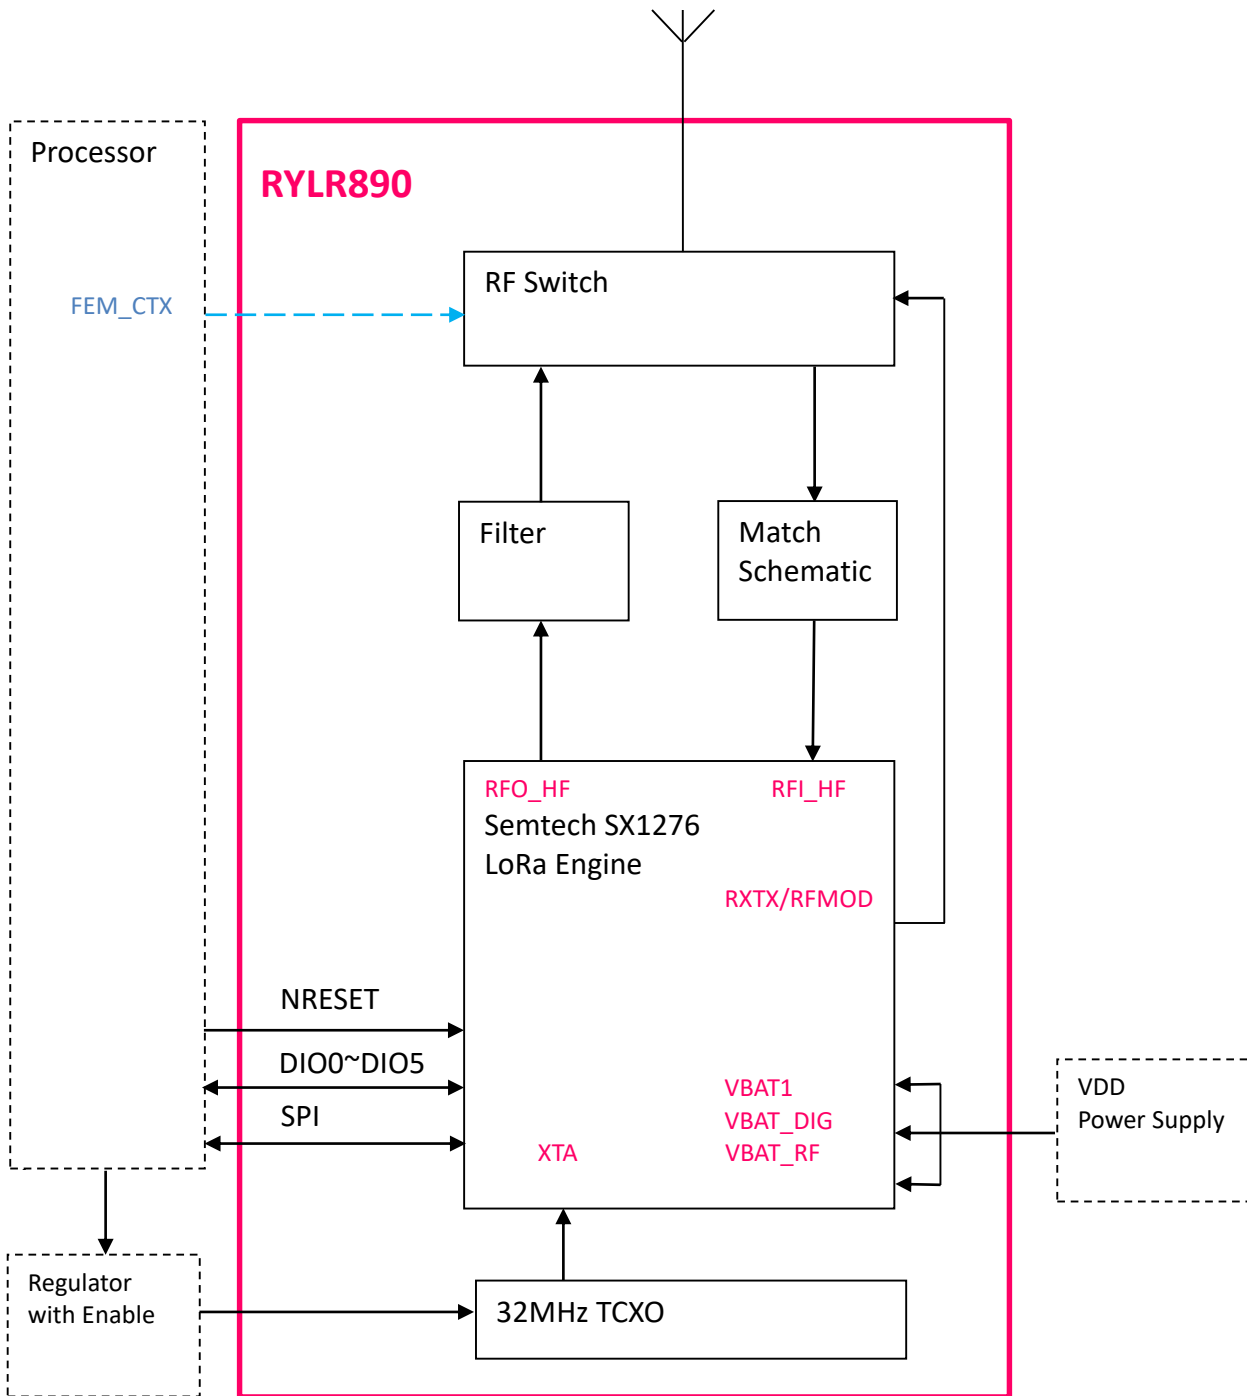 Processor
RYLR890
RF Switch
FEM_CTX
Filter
Match
Schematic
RFO_HF
RFI_HF
Semtech SX1276
LoRa Engine
RXTX/RFMOD
NRESET
DIO0~DIO5
SPI
XTA
VBAT1
VBAT_DIG
VBAT_RF
VDD
Power Supply
Regulator
with Enable
32MHz TCXO